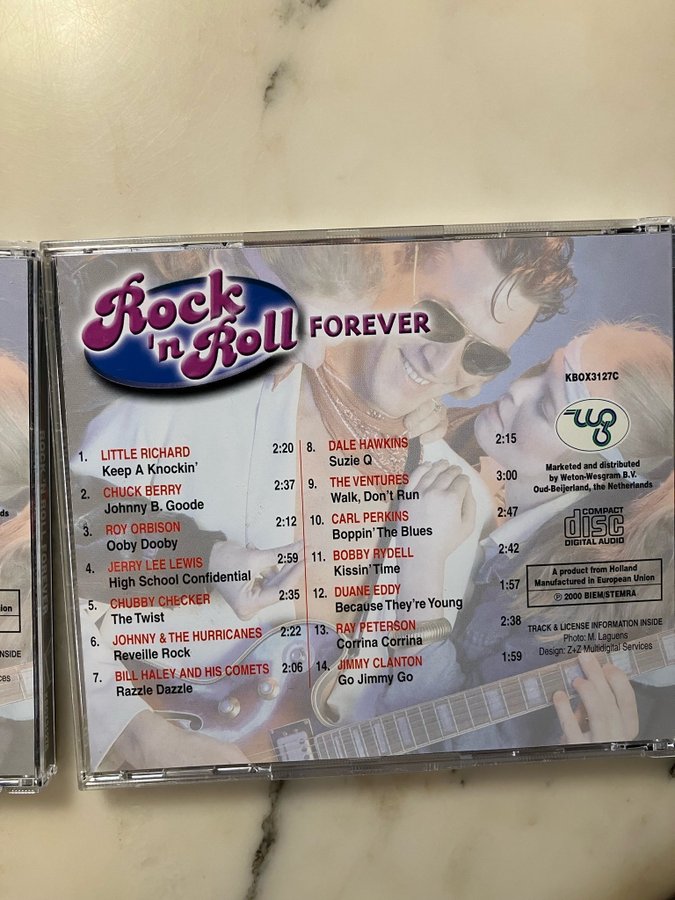 Rock
'n Roll
FOREVER
1. LITTLE RICHARD 2:20
Keep A Knockin'
2. CHUCK BERRY 2:37
Johnny B. Goode
3. ROY ORBISON 2:12
Ooby Dooby
4. JERRY LEE LEWIS 2:59
High School Confidential
5. CHUBBY CHECKER 2:35
The Twist
6. JOHNNY & THE HURRICANES 2:22
Reveille Rock
7. BILL HALEY AND HIS COMETS 2:06
Razzle Dazzle
8. DALE HAWKINS 2:15
Suzie Q
9. THE VENTURES 3:00
Walk, Don't Run
10. CARL PERKINS 2:47
Boppin' The Blues
11. BOBBY RYDELL 2:42
Kissin' Time
12. DUANE EDDY 1:57
Because They're Young
13. RAY PETERSON 2:38
Corrina Corrina
14. JIMMY CLANTON 1:59
Go Jimmy Go
KBOX3127C
Marketed and distributed
by Weton-Wesgram B.V.
Oud-Beijerland, the Netherlands
COMPACT
disc
DIGITAL AUDIO
A product from Holland
Manufactured in European Union
℗ 2000 BIEM/STEMRA
TRACK & LICENSE INFORMATION INSIDE
Photo: M. Laguens
Design: Z+Z Multidigital Services